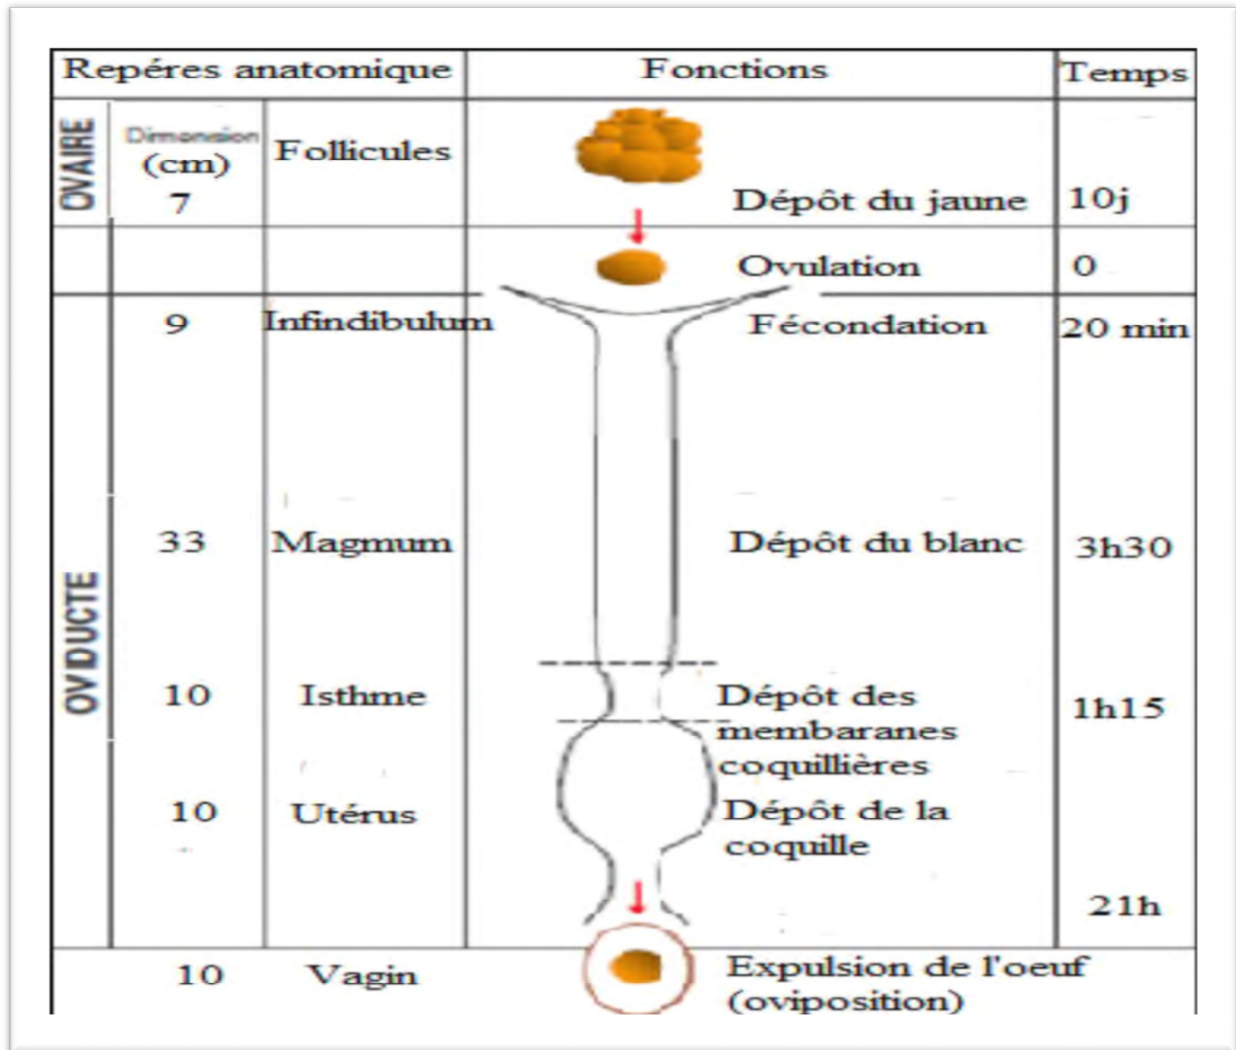 Repéres anatomique Fonctions Temps
OVAIRE
Dimension
(cm)
7
Follicules
Dépôt du jaune
10j
Ovulation
0
OVIDUCTE
9
Infindibulum
Fécondation
20 min
33
Magmum
Dépôt du blanc
3h30
10
Isthme
Dépôt des
membaranes
coquillières
1h15
10
Utérus
Dépôt de la
coquille
21h
10
Vagin
Expulsion de l'oeuf
(oviposition)